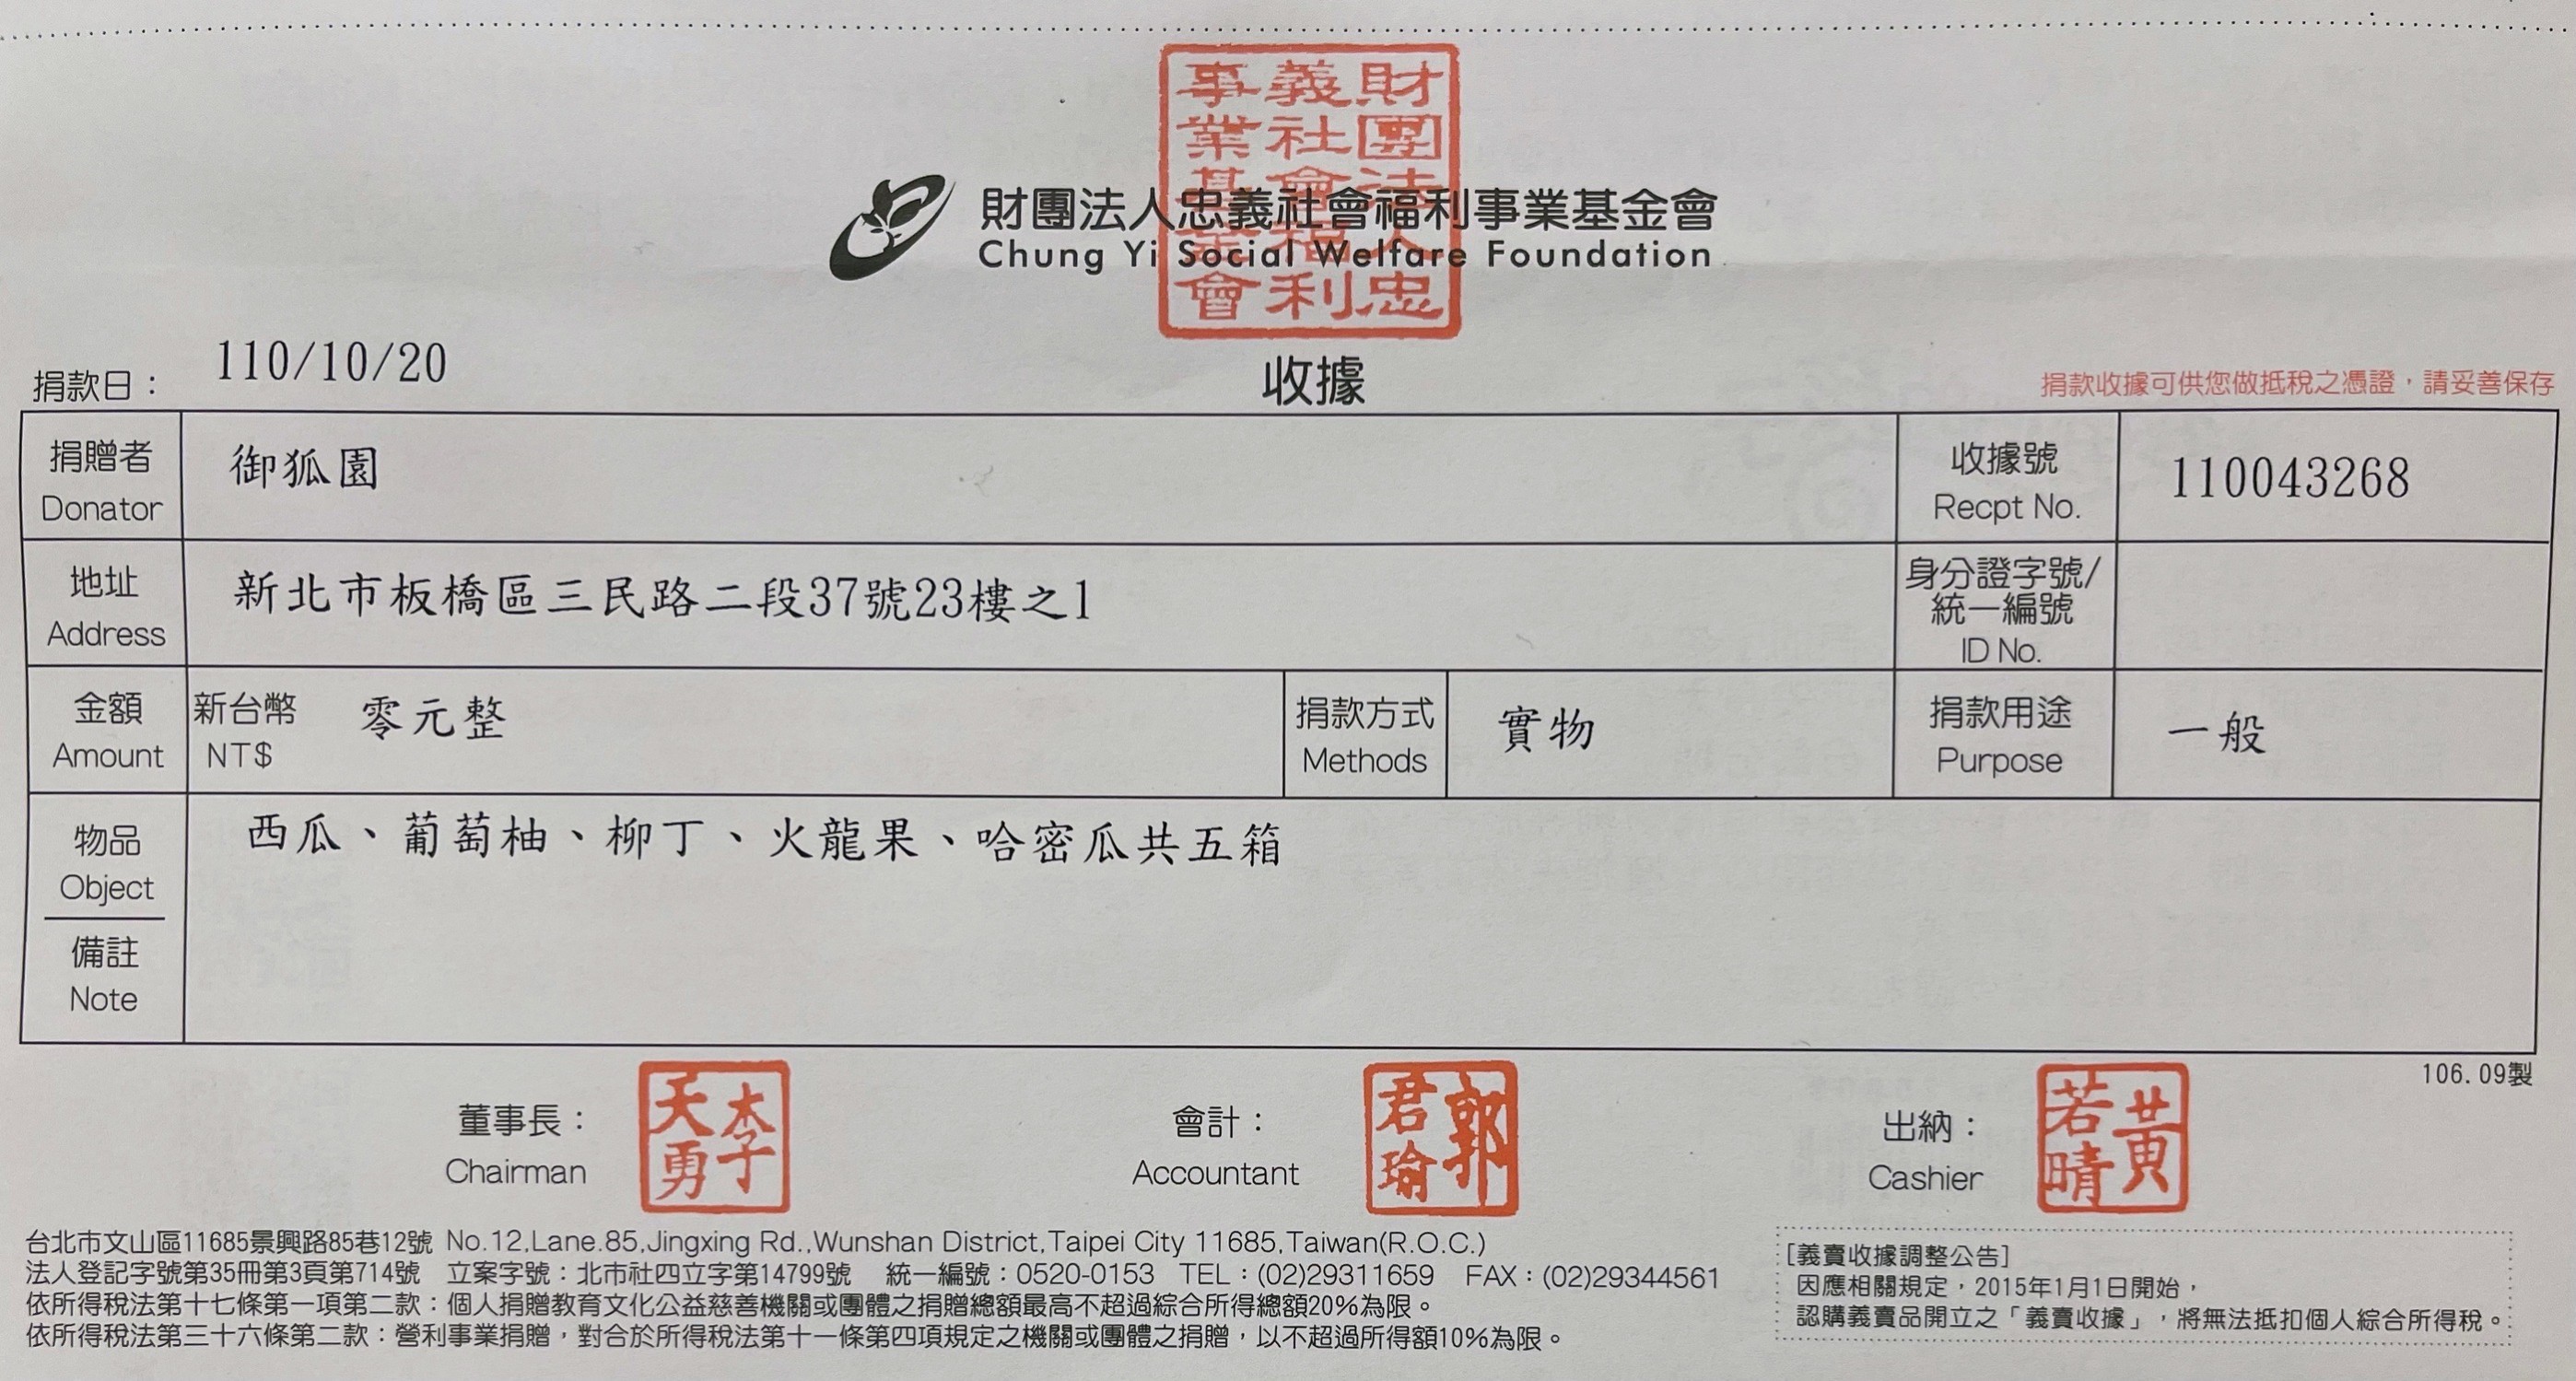 財團法人忠義社會福利事業基金會
財團法人忠義社會福利事業基金會
Chung Yi Social Welfare Foundation
收據
捐款日： 110/10/20
捐款收據可供您做抵稅之憑證，請妥善保存
捐贈者 Donator 御狐園 收據號 Recpt No. 110043268
地址 Address 新北市板橋區三民路二段37號23樓之1 身分證字號/統一編號 ID No.
金額 Amount 新台幣 NT$ 零元整 捐款方式 Methods 實物 捐款用途 Purpose 一般
物品 Object 西瓜、葡萄柚、柳丁、火龍果、哈密瓜共五箱
備註 Note
106.09製
董事長： Chairman 李天勇 會計： Accountant 郭君瑜 出納： Cashier 黃若晴
台北市文山區11685景興路85巷12號 No.12,Lane.85,Jingxing Rd.,Wunshan District,Taipei City 11685,Taiwan(R.O.C.)
法人登記字號第35冊第3頁第714號 立案字號：北市社四立字第14799號 統一編號：0520-0153 TEL：(02)29311659 FAX：(02)29344561
依所得稅法第十七條第一項第二款：個人捐贈教育文化公益慈善機關或團體之捐贈總額最高不超過綜合所得總額20%為限。
依所得稅法第三十六條第二款：營利事業捐贈，對合於所得稅法第十一條第四項規定之機關或團體之捐贈，以不超過所得額10%為限。
[義賣收據調整公告]
因應相關規定，2015年1月1日開始，
認購義賣品開立之「義賣收據」，將無法抵扣個人綜合所得稅。